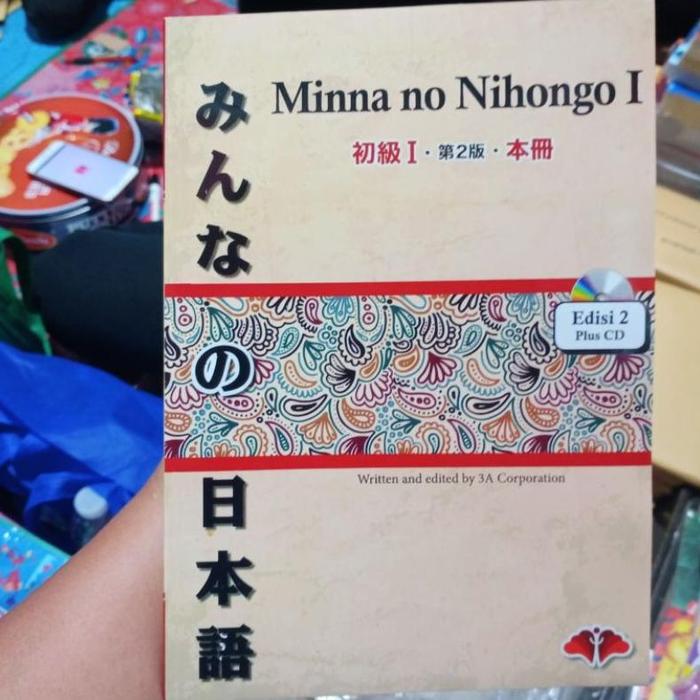 みんなの日本語
Minna no Nihongo I
初級 I・第2版・本冊
Edisi 2
Plus CD
Written and edited by 3A Corporation